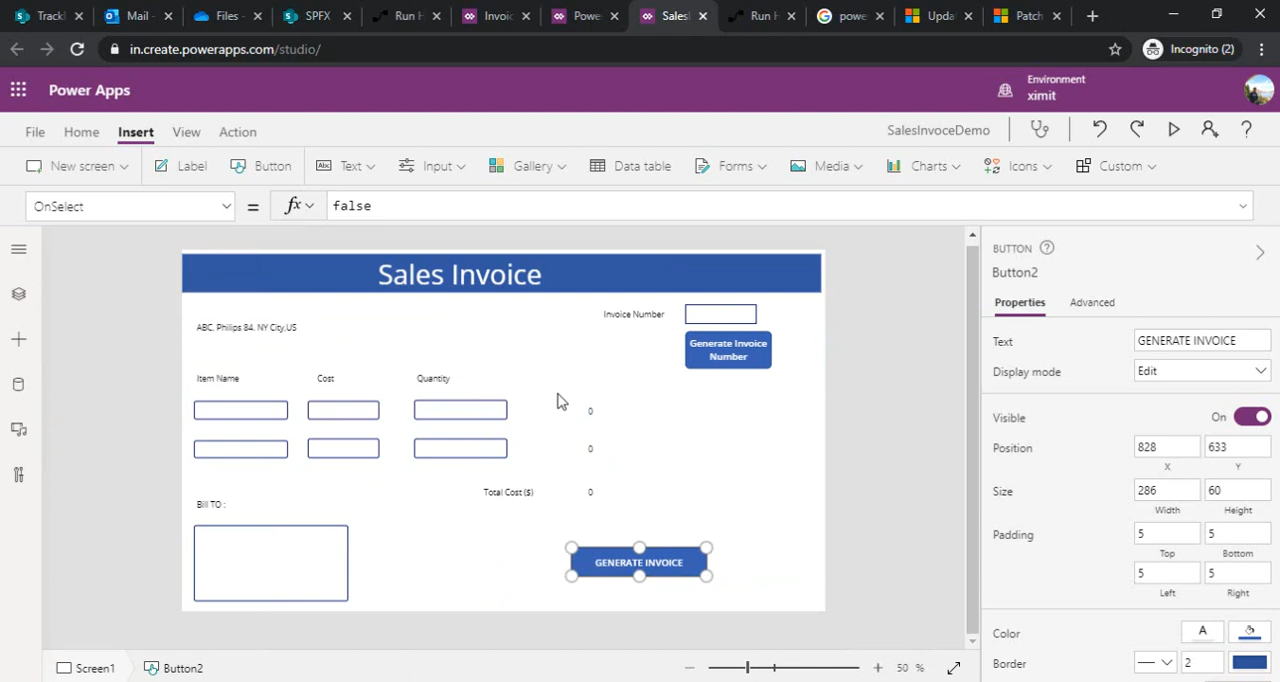 Trackl
Mail -
Files -
SPFX
Run H
Invoic
Power
Salesl
Run H
powe
Upda
Patch
in.create.powerapps.com/studio/
Incognito (2)
Power Apps
Environment
ximit
File
Home
Insert
View
Action
SalesInvoceDemo
New screen
Label
Button
Text
Input
Gallery
Data table
Forms
Media
Charts
Icons
Custom
OnSelect
=
fx
false
Sales Invoice
ABC, Philips 84, NY City,US
Invoice Number
Generate Invoice
Number
Item Name
Cost
Quantity
0
0
Total Cost ($)
0
Bill TO :
GENERATE INVOICE
BUTTON
Button2
Properties
Advanced
Text
GENERATE INVOICE
Display mode
Edit
Visible
On
Position
828
633
X
Y
Size
286
60
Width
Height
Padding
5
5
Top
Bottom
5
5
Left
Right
Color
A
Border
2
Screen1
Button2
50 %